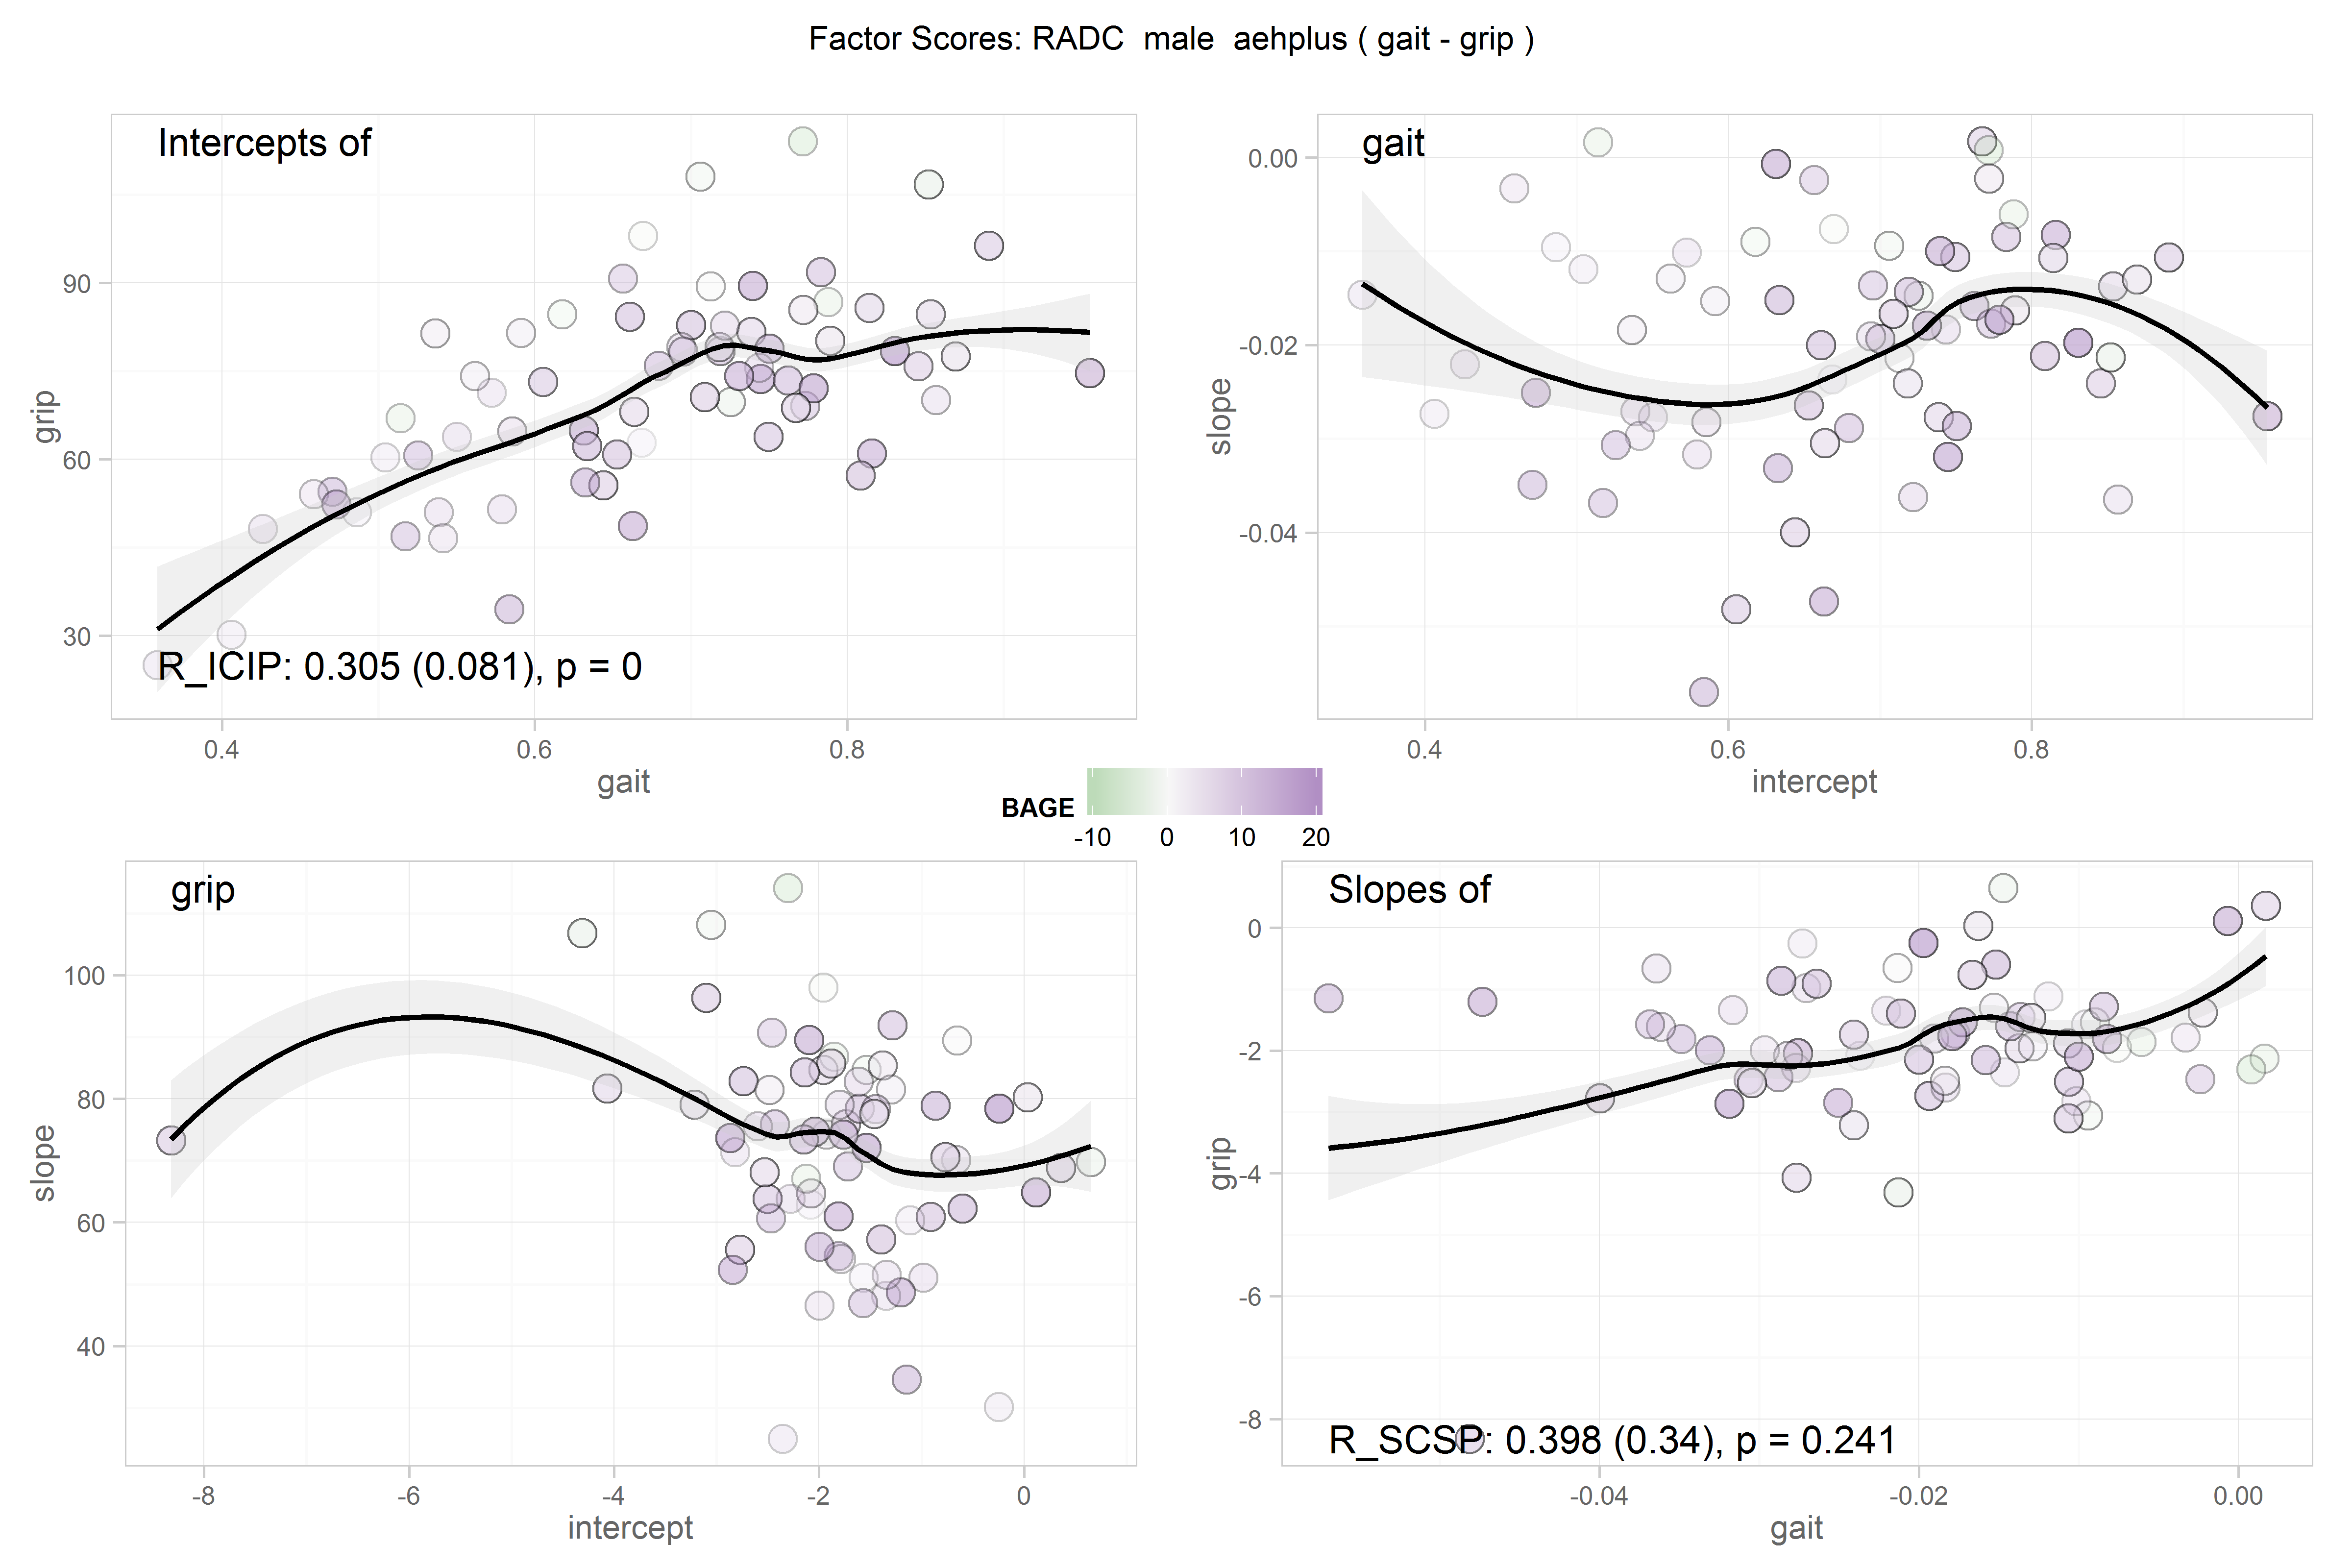 Factor Scores: RADC  male  aehplus ( gait - grip )
Intercepts of
grip
90
60
30
R_ICIP: 0.305 (0.081), p = 0
0.4 0.6 0.8
gait
gait
slope
0.00
-0.02
-0.04
0.4 0.6 0.8
intercept
BAGE
-10 0 10 20
grip
slope
100
80
60
40
-8 -6 -4 -2 0
intercept
Slopes of
grip
0
-2
-4
-6
-8
R_SCSP: 0.398 (0.34), p = 0.241
-0.04 -0.02 0.00
gait